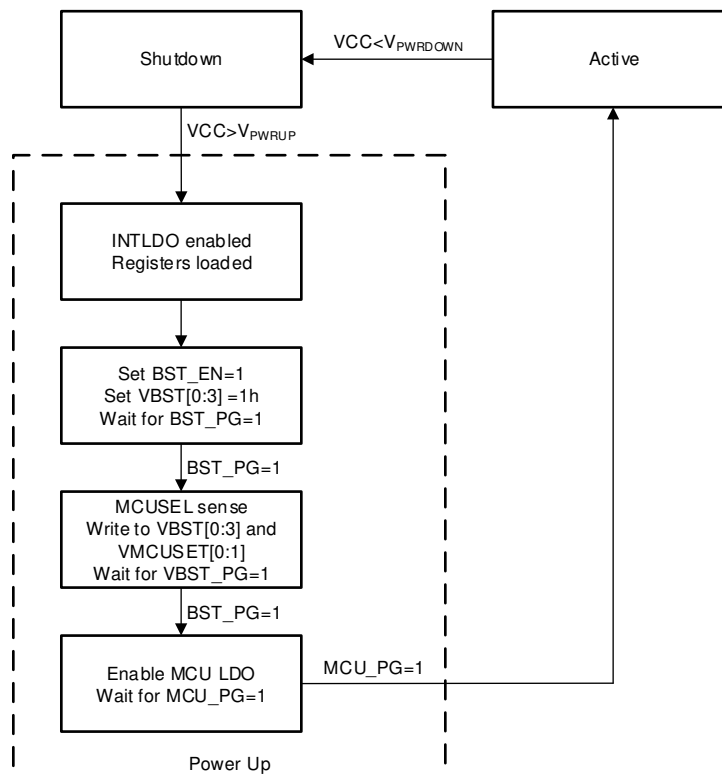 Shutdown
VCC<VPWRDOWN
Active
VCC>VPWRUP
INTLDO enabled
Registers loaded
Set BST_EN=1
Set VBST[0:3] =1h
Wait for BST_PG=1
BST_PG=1
MCUSEL sense
Write to VBST[0:3] and
VMCUSET[0:1]
Wait for VBST_PG=1
BST_PG=1
Enable MCU LDO
Wait for MCU_PG=1
MCU_PG=1
Power Up